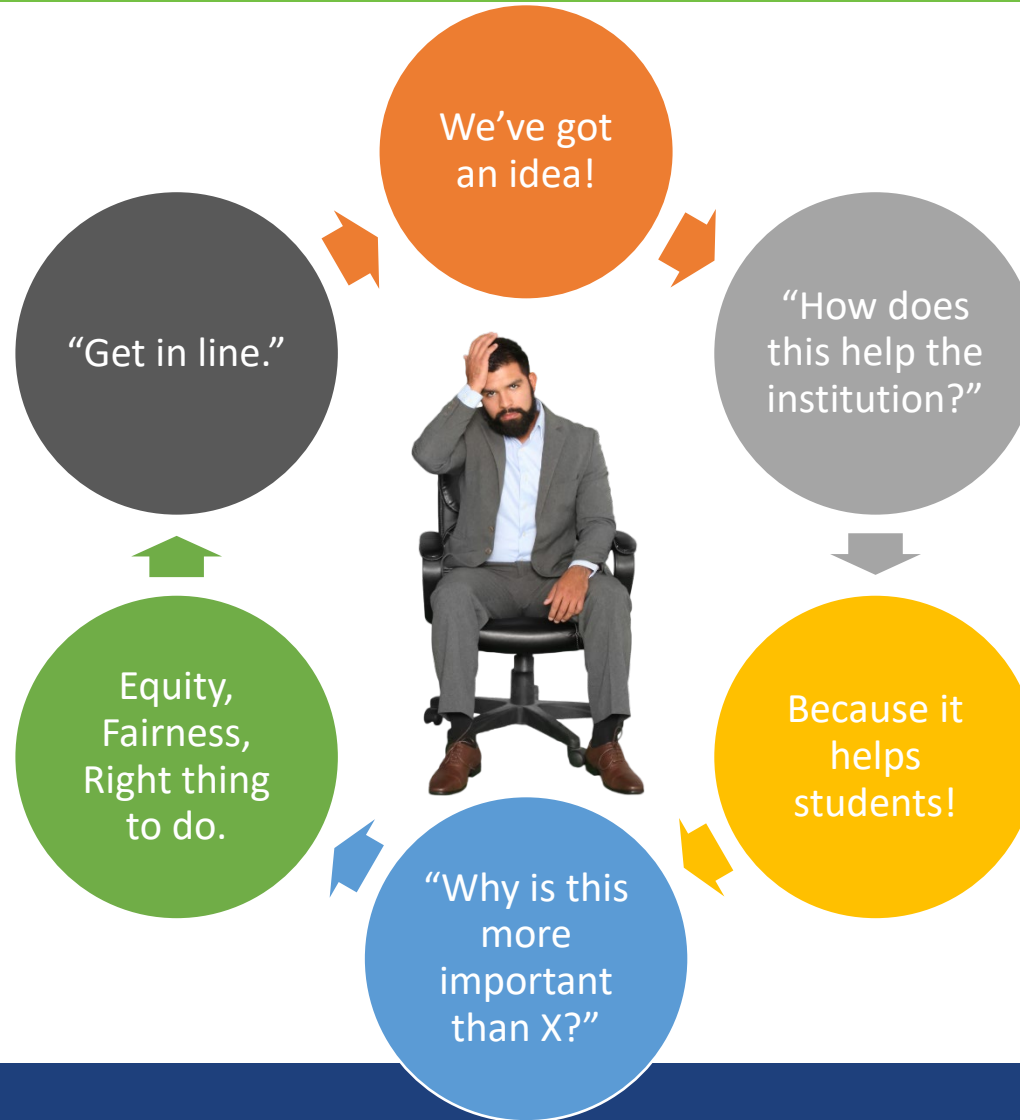 We’ve got
an idea!
“How does
this help the
institution?”
Because it
helps
students!
“Why is this
more
important
than X?”
Equity,
Fairness,
Right thing
to do.
“Get in line.”